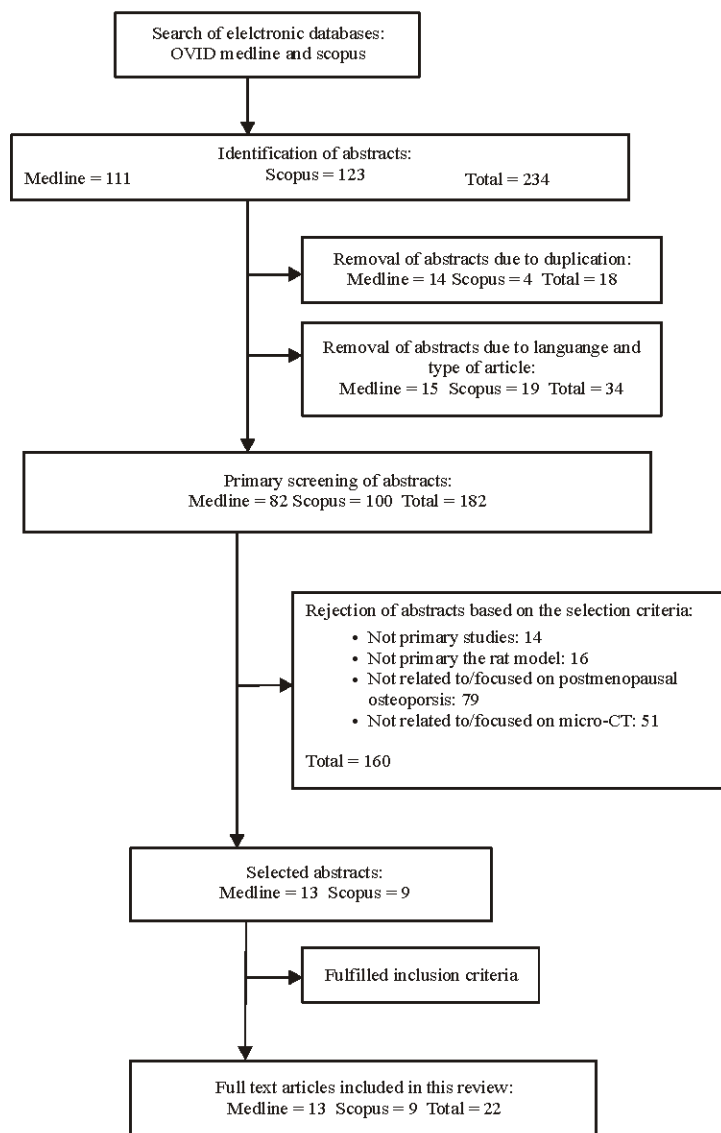 Search of elelctronic databases:
OVID medline and scopus
Identification of abstracts:
Medline = 111 Scopus = 123 Total = 234
Removal of abstracts due to duplication:
Medline = 14 Scopus = 4 Total = 18
Removal of abstracts due to languange and
type of article:
Medline = 15 Scopus = 19 Total = 34
Primary screening of abstracts:
Medline = 82 Scopus = 100 Total = 182
Rejection of abstracts based on the selection criteria:
• Not primary studies: 14
• Not primary the rat model: 16
• Not related to/focused on postmenopausal
osteoporsis: 79
• Not related to/focused on micro-CT: 51
Total = 160
Selected abstracts:
Medline = 13 Scopus = 9
Fulfilled inclusion criteria
Full text articles included in this review:
Medline = 13 Scopus = 9 Total = 22